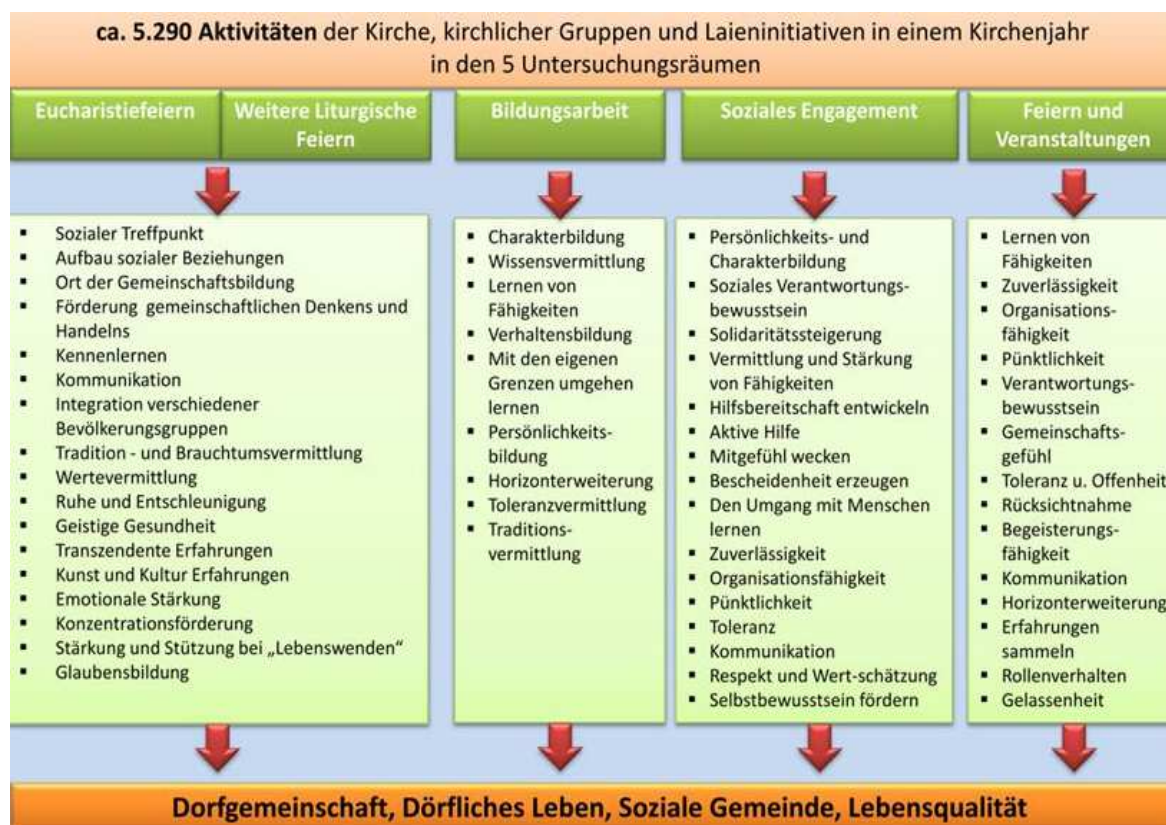 ca. 5.290 Aktivitäten der Kirche, kirchlicher Gruppen und Laieninitiativen in einem Kirchenjahr
in den 5 Untersuchungsräumen
Eucharistiefeiern
Weitere Liturgische
Feiern
Bildungsarbeit
Soziales Engagement
Feiern und
Veranstaltungen
▪ Sozialer Treffpunkt
▪ Aufbau sozialer Beziehungen
▪ Ort der Gemeinschaftsbildung
▪ Förderung gemeinschaftlichen Denkens und
Handelns
▪ Kennenlernen
▪ Kommunikation
▪ Integration verschiedener
Bevölkerungsgruppen
▪ Tradition - und Brauchtumsvermittlung
▪ Wertevermittlung
▪ Ruhe und Entschleunigung
▪ Geistige Gesundheit
▪ Transzendente Erfahrungen
▪ Kunst und Kultur Erfahrungen
▪ Emotionale Stärkung
▪ Konzentrationsförderung
▪ Stärkung und Stützung bei „Lebenswenden“
▪ Glaubensbildung
▪ Charakterbildung
▪ Wissensvermittlung
▪ Lernen von
Fähigkeiten
▪ Verhaltensbildung
▪ Mit den eigenen
Grenzen umgehen
lernen
▪ Persönlichkeits-
bildung
▪ Horizonterweiterung
▪ Toleranzvermittlung
▪ Traditions-
vermittlung
▪ Persönlichkeits- und
Charakterbildung
▪ Soziales Verantwortungs-
bewusstsein
▪ Solidaritätssteigerung
▪ Vermittlung und Stärkung
von Fähigkeiten
▪ Hilfsbereitschaft entwickeln
▪ Aktive Hilfe
▪ Mitgefühl wecken
▪ Bescheidenheit erzeugen
▪ Den Umgang mit Menschen
lernen
▪ Zuverlässigkeit
▪ Organisationsfähigkeit
▪ Pünktlichkeit
▪ Toleranz
▪ Kommunikation
▪ Respekt und Wert-schätzung
▪ Selbstbewusstsein fördern
▪ Lernen von
Fähigkeiten
▪ Zuverlässigkeit
▪ Organisations-
fähigkeit
▪ Pünktlichkeit
▪ Verantwortungs-
bewusstsein
▪ Gemeinschafts-
gefühl
▪ Toleranz u. Offenheit
▪ Rücksichtnahme
▪ Begeisterungs-
fähigkeit
▪ Kommunikation
▪ Horizonterweiterung
▪ Erfahrungen
sammeln
▪ Rollenverhalten
▪ Gelassenheit
Dorfgemeinschaft, Dörfliches Leben, Soziale Gemeinde, Lebensqualität